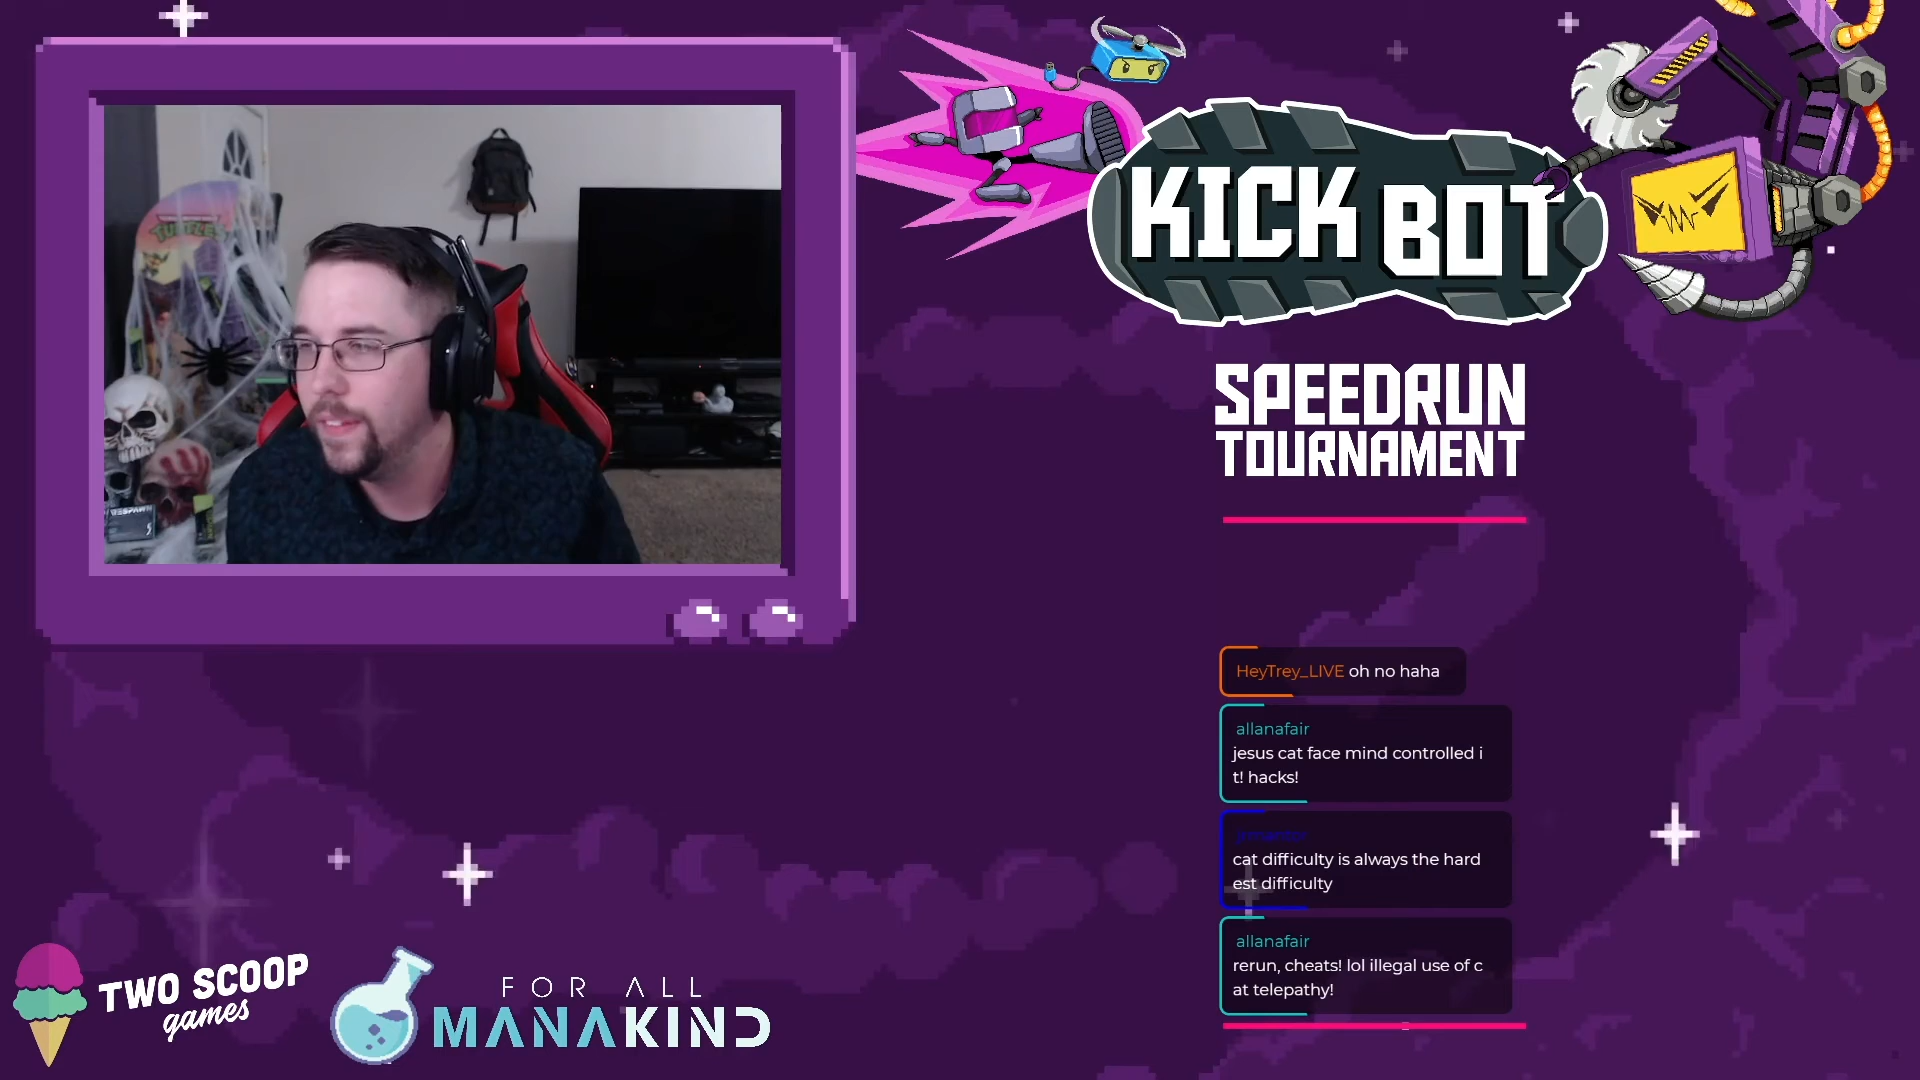 TURTLES
KICK BOT
SPEEDRUN
TOURNAMENT
HeyTrey_LIVE oh no haha
allanafair
jesus cat face mind controlled i
t! hacks!
cat difficulty is always the hard
est difficulty
allanafair
rerun, cheats! lol illegal use of c
at telepathy!
TWO SCOOP
games
FOR ALL
MANAKIND